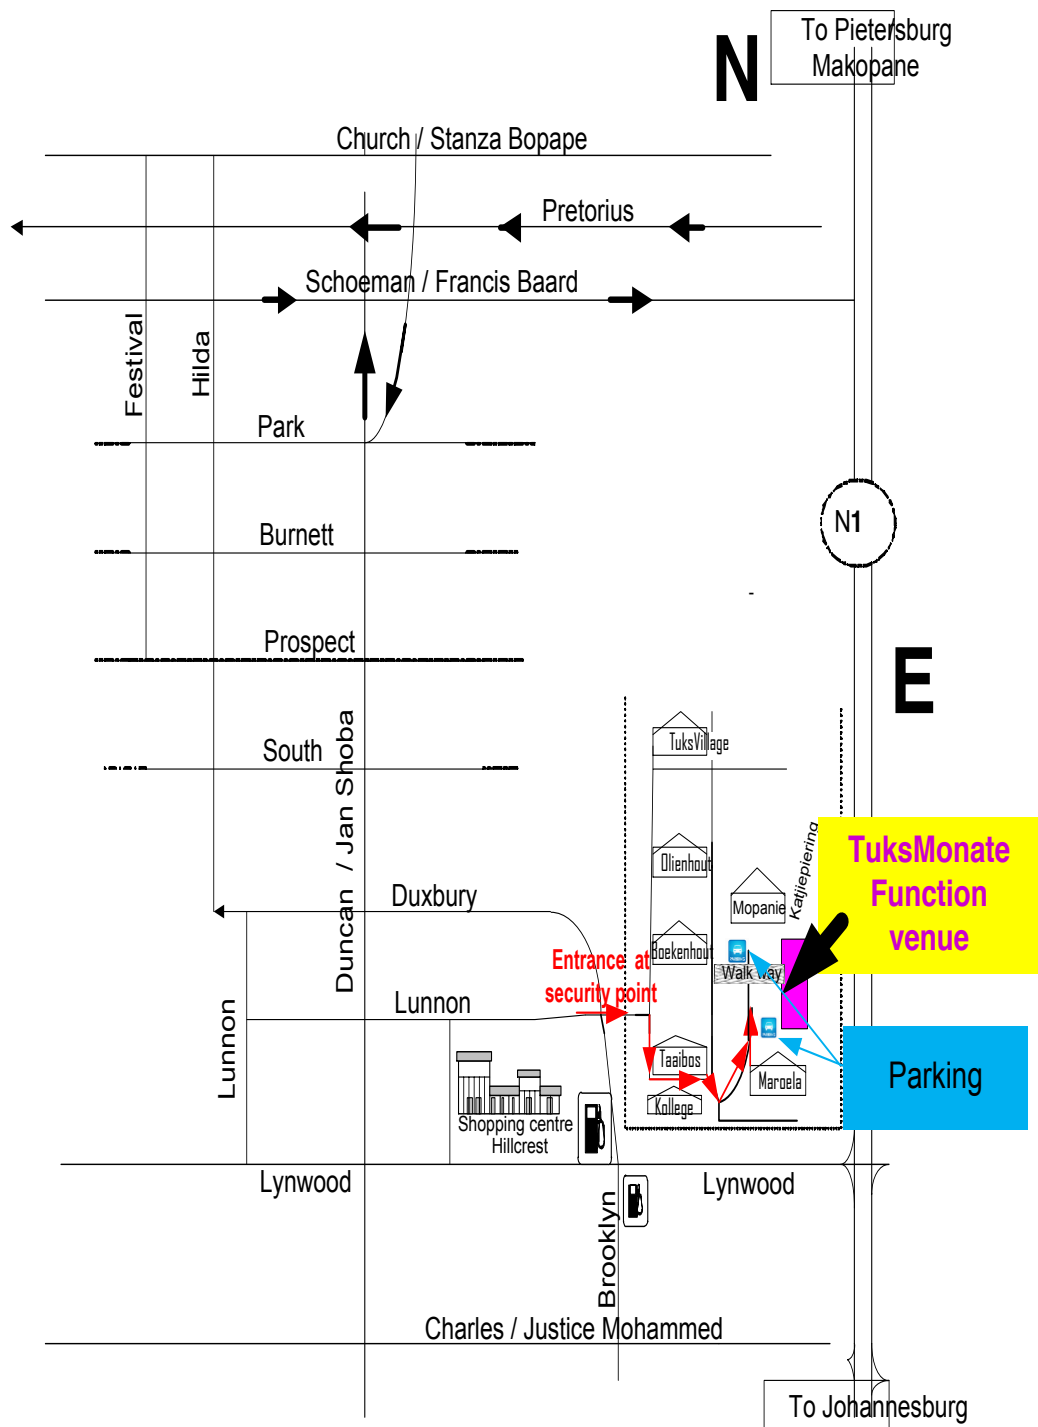 To Pietersburg
Makopane
N
Church / Stanza Bopape
Pretorius
Schoeman / Francis Baard
Festival
Hilda
Park
N1
Burnett
-
Prospect
E
South
Duncan / Jan Shoba
TuksVillage
Olienhout
Mopanie
Katjiepiering
TuksMonate
Function
venue
Duxbury
Boekenhout
Walk way
Entrance at
security point
Lunnon
Lunnon
Taaibos
Maroela
Kollege
Parking
Shopping centre
Hillcrest
Lynwood
Lynwood
Brooklyn
Charles / Justice Mohammed
To Johannesburg